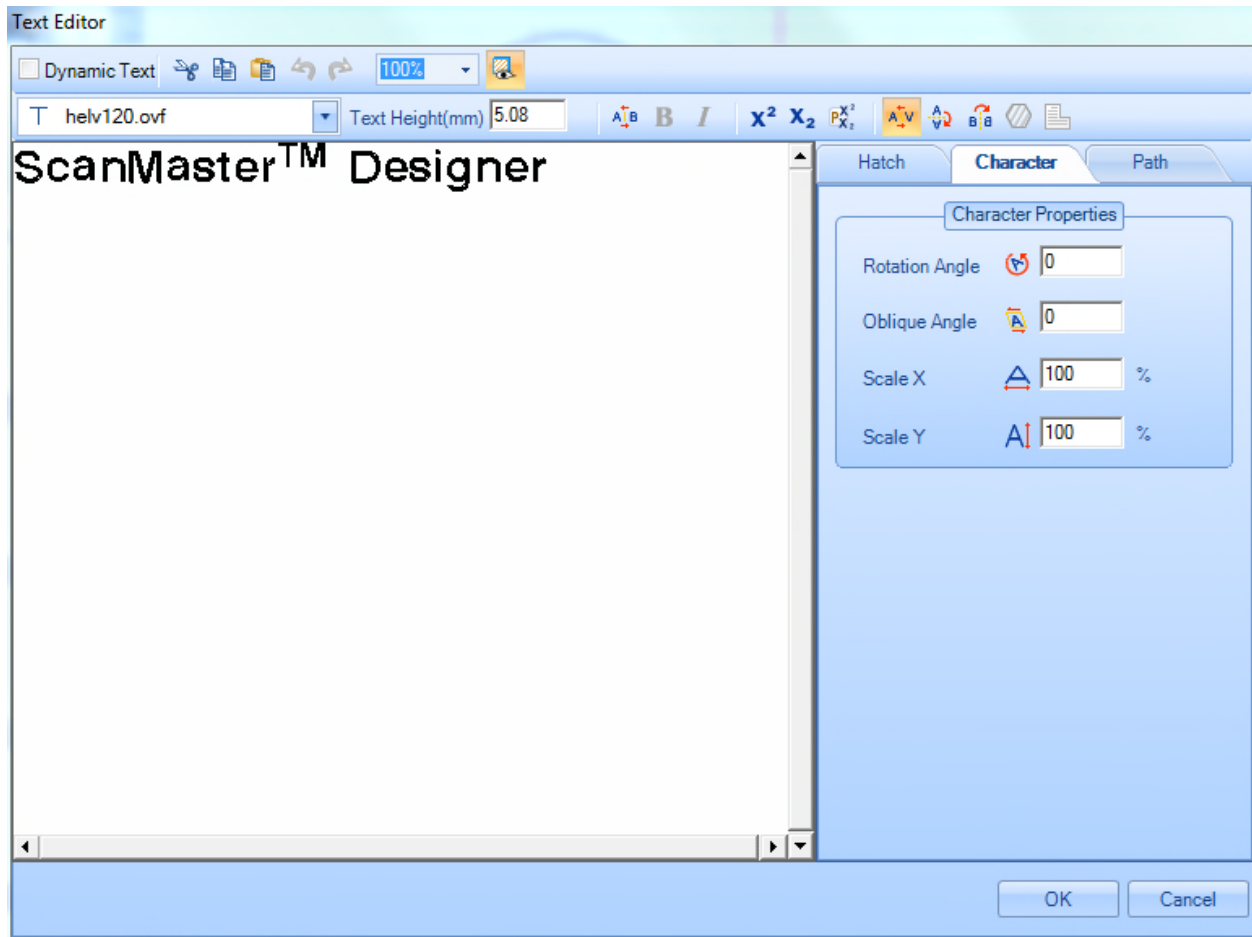 Text Editor
Dynamic Text 100%
helv120.ovf Text Height(mm) 5.08 A B B I X² X₂ PX²X₂ A V A V B B
ScanMaster™ Designer
Hatch Character Path
Character Properties
Rotation Angle 0
Oblique Angle 0
Scale X 100 %
Scale Y 100 %
OK Cancel